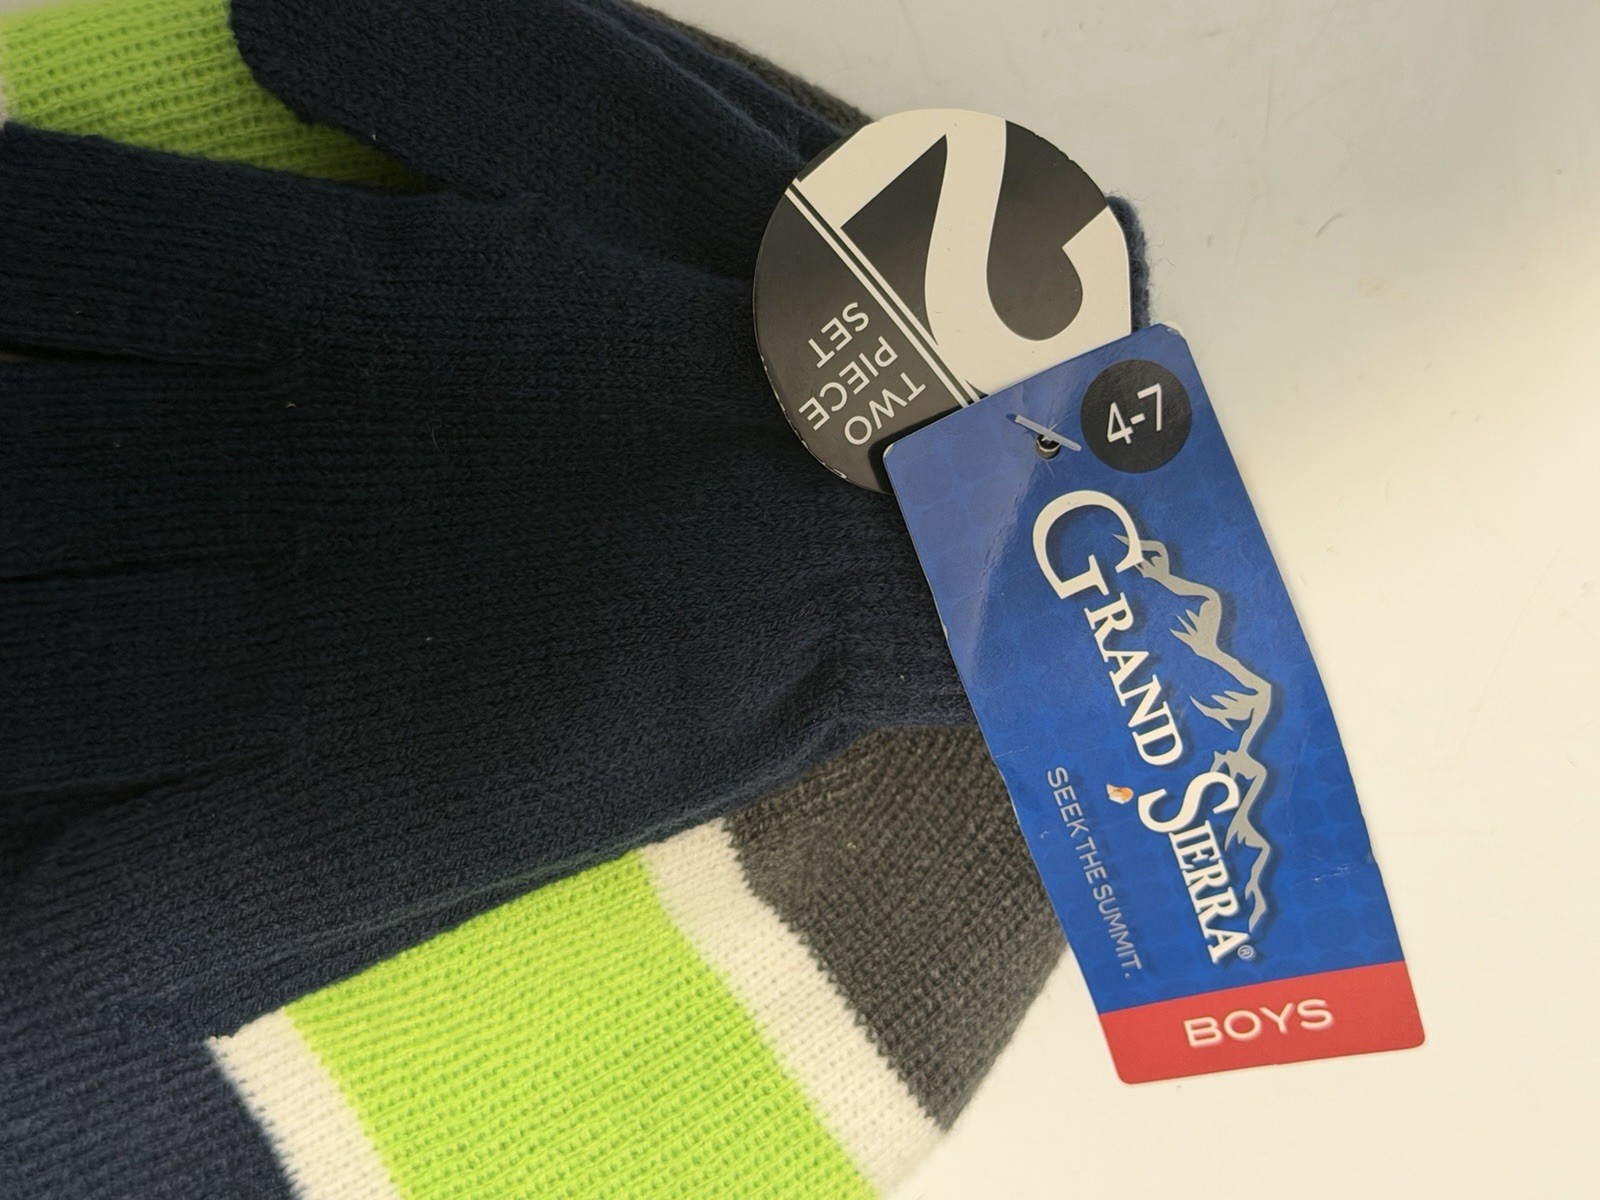 2
TWO
PIECE
SET
4-7
GRAND SIERRA®
SEEK THE SUMMIT.
BOYS